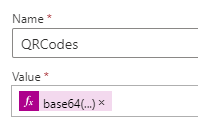 Name *
QRCodes
Value *
fx base64(...) ×